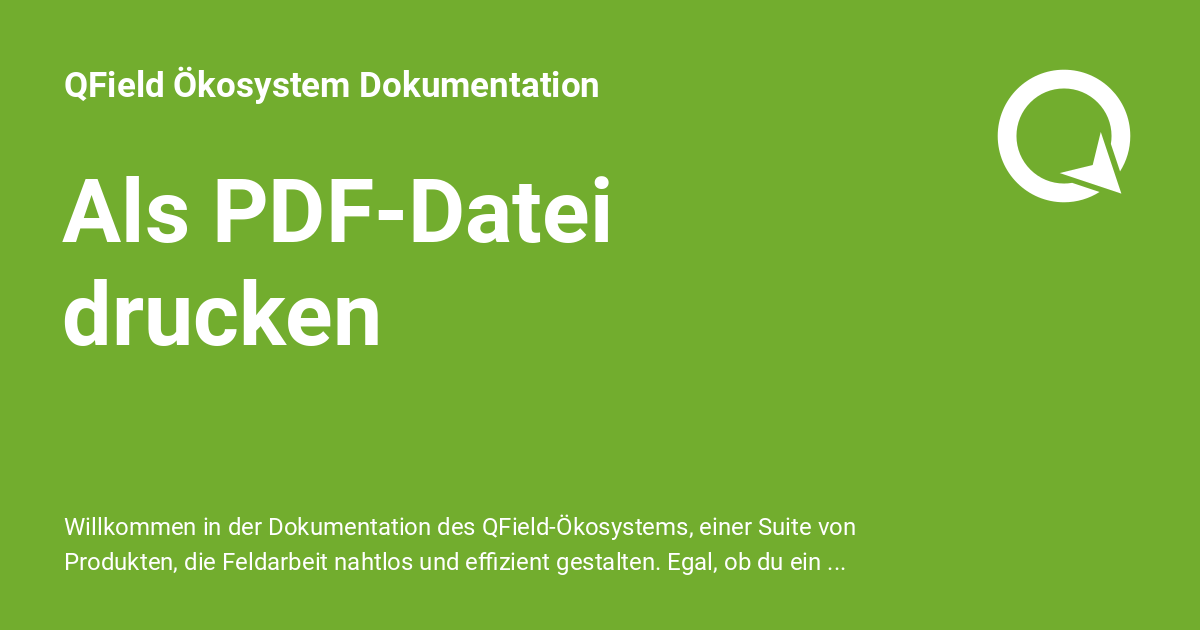 QField Ökosystem Dokumentation
Als PDF-Datei
drucken
Willkommen in der Dokumentation des QField-Ökosystems, einer Suite von
Produkten, die Feldarbeit nahtlos und effizient gestalten. Egal, ob du ein ...